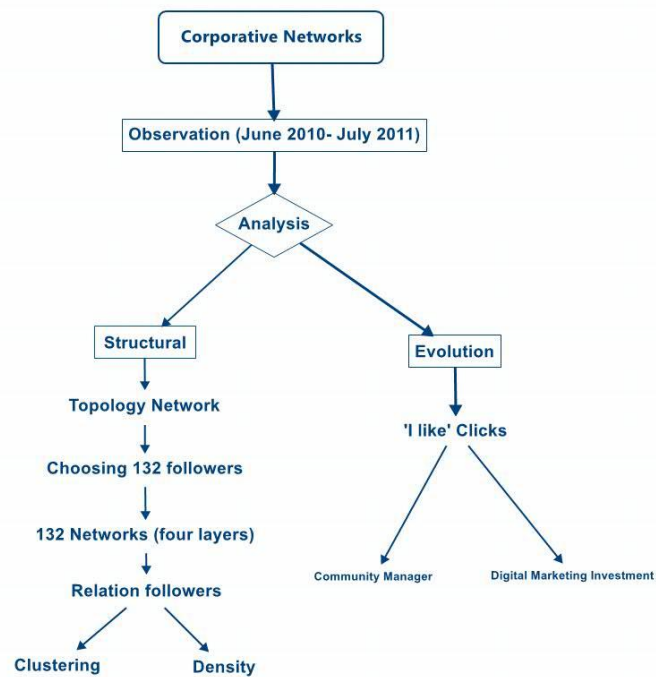 Corporative Networks
Observation (June 2010- July 2011)
Analysis
Structural
Evolution
Topology Network
'I like' Clicks
Choosing 132 followers
132 Networks (four layers)
Community Manager
Digital Marketing Investment
Relation followers
Clustering
Density